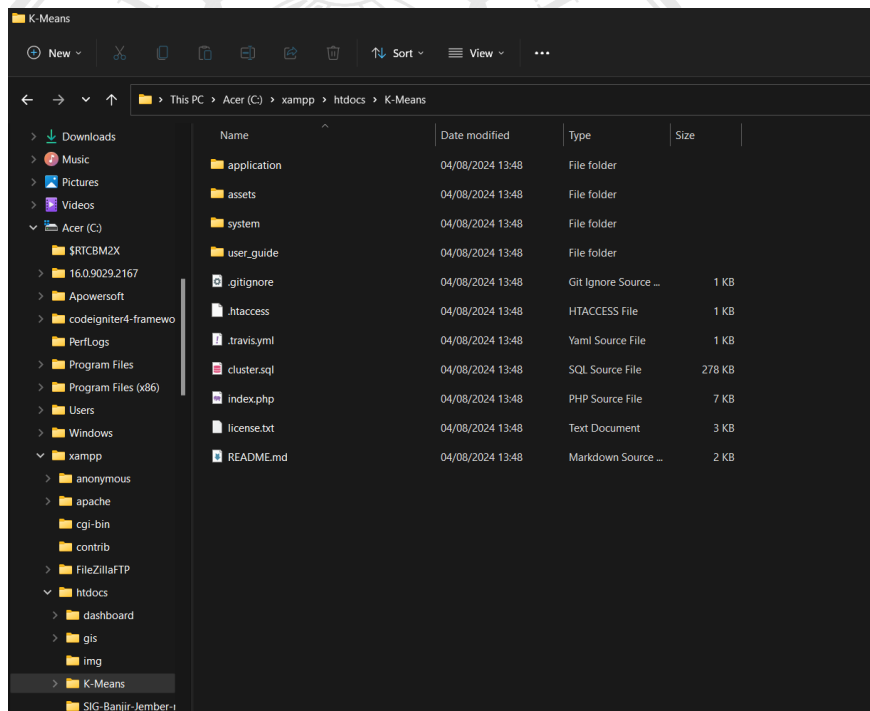 K-Means
New
Sort
View
This PC > Acer (C:) > xampp > htdocs > K-Means
Downloads
Music
Pictures
Videos
Acer (C:)
$RTCBM2X
16.0.9029.2167
Apowersoft
codeigniter4-framewo
PerfLogs
Program Files
Program Files (x86)
Users
Windows
xampp
anonymous
apache
cgi-bin
contrib
FileZillaFTP
htdocs
dashboard
gis
img
K-Means
SIG-Banjir-Jember-
Name Date modified Type Size
application 04/08/2024 13:48 File folder
assets 04/08/2024 13:48 File folder
system 04/08/2024 13:48 File folder
user_guide 04/08/2024 13:48 File folder
.gitignore 04/08/2024 13:48 Git Ignore Source ... 1 KB
.htaccess 04/08/2024 13:48 HTACCESS File 1 KB
.travis.yml 04/08/2024 13:48 Yaml Source File 1 KB
cluster.sql 04/08/2024 13:48 SQL Source File 278 KB
index.php 04/08/2024 13:48 PHP Source File 7 KB
license.txt 04/08/2024 13:48 Text Document 3 KB
README.md 04/08/2024 13:48 Markdown Source ... 2 KB